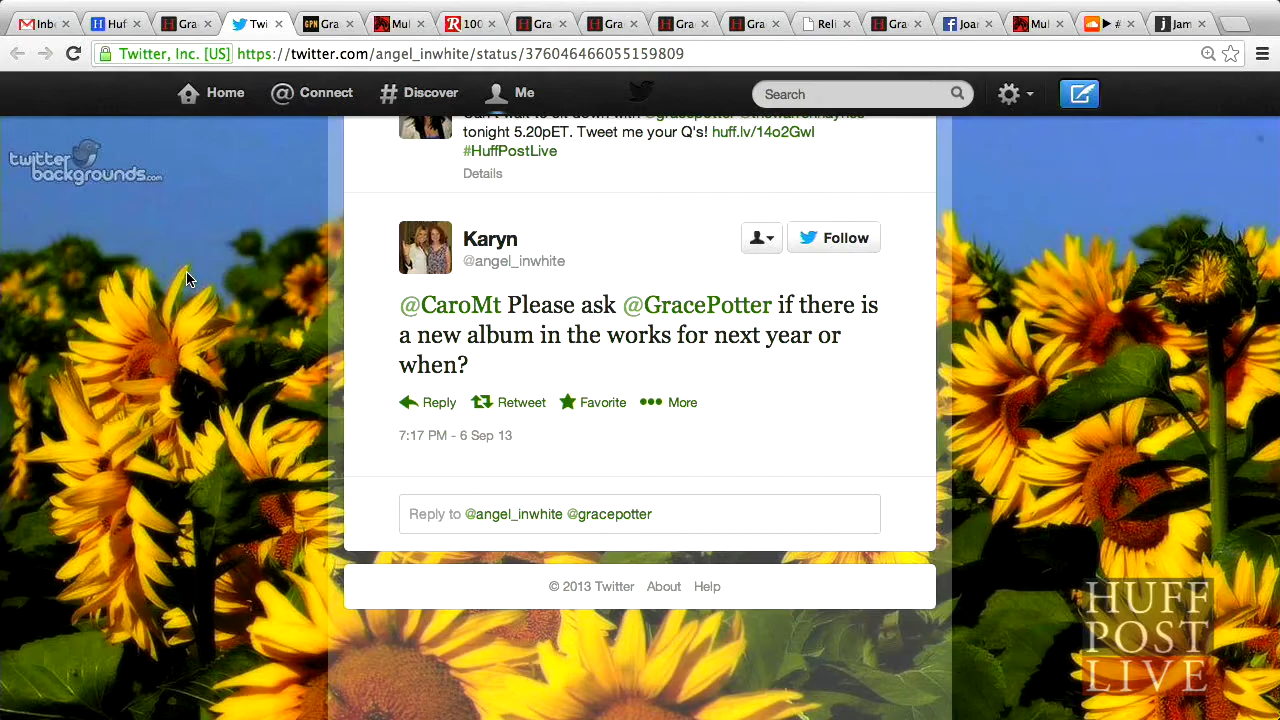 Inb
Huf
Gra
Twi
Gra
Mul
100
Gra
Gra
Gra
Gra
Reli
Gra
Joa
Mul
#
Jam
Twitter, Inc. [US] https://twitter.com/angel_inwhite/status/376046466055159809
Home
Connect
Discover
Me
Search
twitter
backgrounds.com
tonight 5.20pET. Tweet me your Q's! huff.lv/14o2Gwl
#HuffPostLive
Details
Karyn
@angel_inwhite
Follow
@CaroMt Please ask @GracePotter if there is
a new album in the works for next year or
when?
Reply Retweet Favorite More
7:17 PM - 6 Sep 13
Reply to @angel_inwhite @gracepotter
© 2013 Twitter About Help
HUFF
POST
LIVE